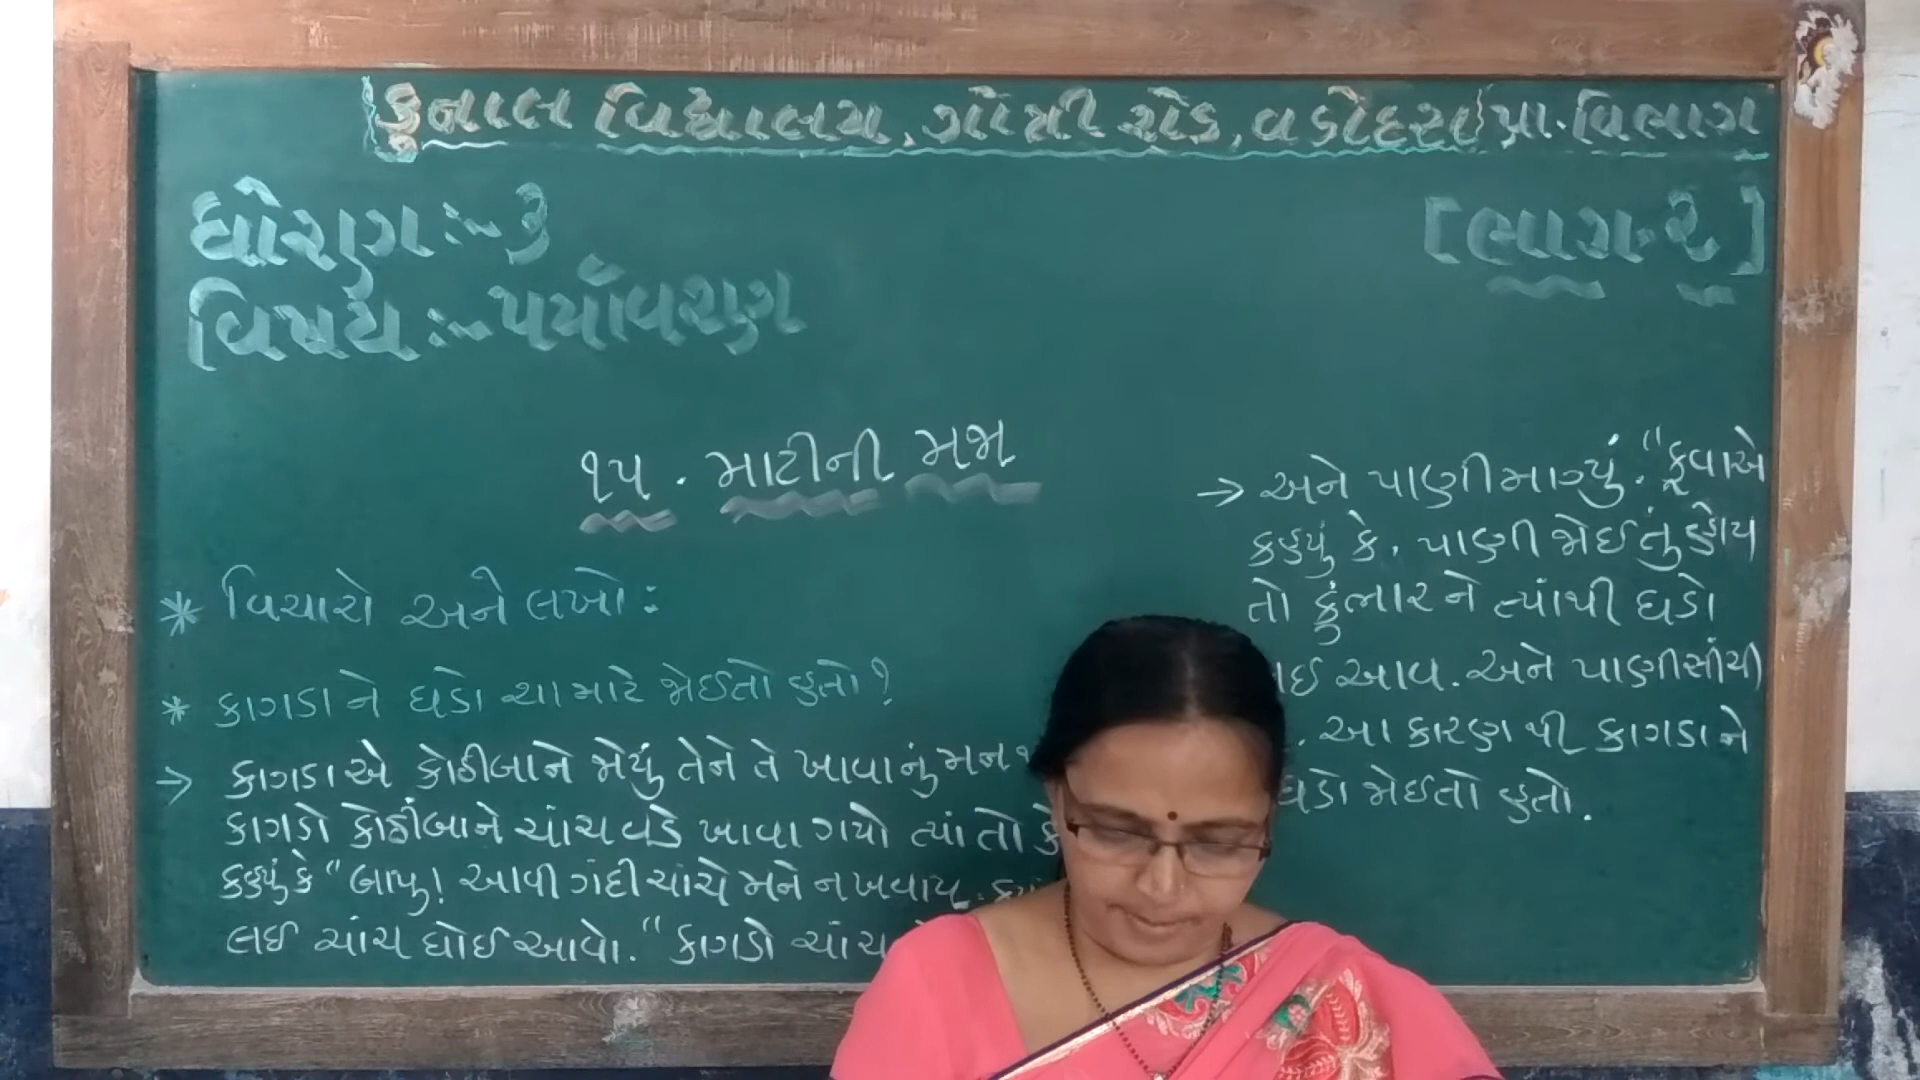 કુનાલ વિદ્યાલય, ગોત્રી રોડ, વડોદરા પ્રા. વિભાગ
ધોરણ :~ ૩
[ભાગ-૨]
વિષય :~ પર્યાવરણ
૧૫. માટીની મજા
* વિચારો અને લખો :
* કાગડાને ઘડો શા માટે જોઈતો હતો?
→ કાગડાએ કોઠીંબાને જોયું તેને તે ખાવાનું મન
કાગડો કોઠીંબાને ચાંચ વડે ખાવા ગયો ત્યાં તો
કહ્યું કે "બાપુ! આવી ગંદી ચાંચે મને ન ખવાય.
લઈ ચાંચ ધોઈ આવો." કાગડો ચાંચ
→ અને પાણી માગ્યું. "કૂવાએ
કહ્યું કે, પાણી જોઈતું હોય
તો કુંભારને ત્યાંથી ઘડો
આવ. અને પાણી સીંચી
. આ કારણથી કાગડાને
ઘડો જોઈતો હતો.